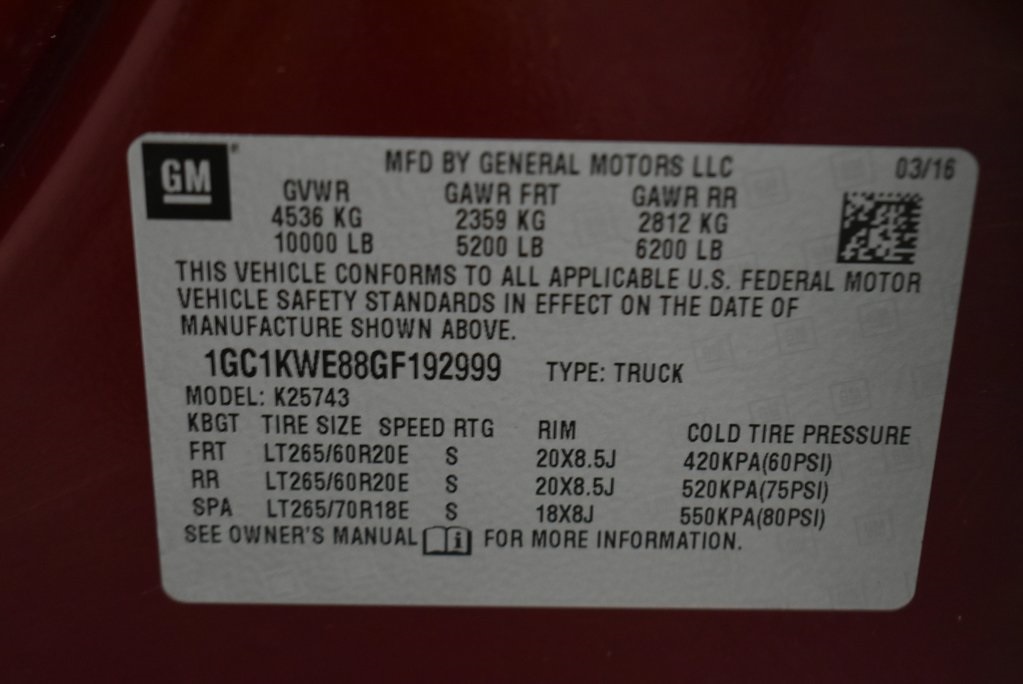 GM MFD BY GENERAL MOTORS LLC 03/16
GVWR GAWR FRT GAWR RR
4536 KG 2359 KG 2812 KG
10000 LB 5200 LB 6200 LB
THIS VEHICLE CONFORMS TO ALL APPLICABLE U.S. FEDERAL MOTOR
VEHICLE SAFETY STANDARDS IN EFFECT ON THE DATE OF
MANUFACTURE SHOWN ABOVE.
1GC1KWE88GF192999 TYPE: TRUCK
MODEL: K25743
KBGT TIRE SIZE SPEED RTG RIM COLD TIRE PRESSURE
FRT LT265/60R20E S 20X8.5J 420KPA(60PSI)
RR LT265/60R20E S 20X8.5J 520KPA(75PSI)
SPA LT265/70R18E S 18X8J 550KPA(80PSI)
SEE OWNER'S MANUAL i FOR MORE INFORMATION.